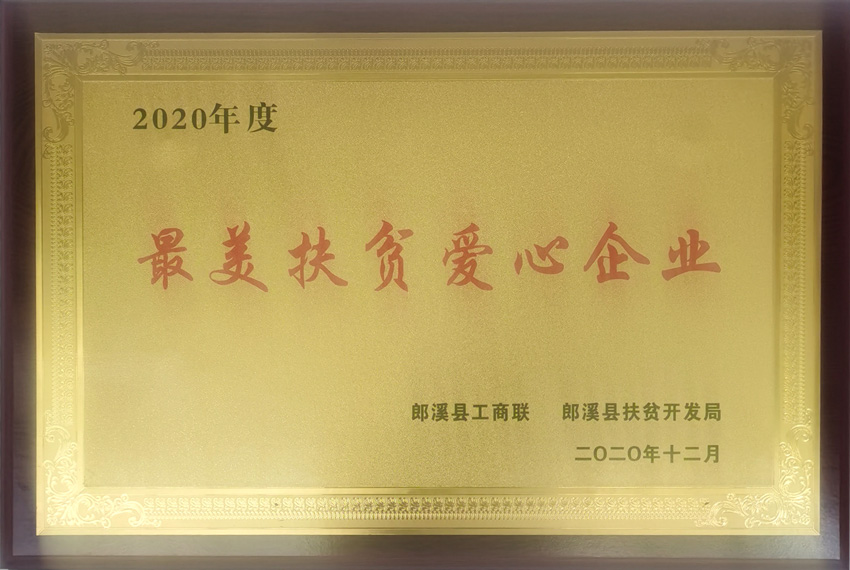 2020年度
最美扶贫爱心企业
郎溪县工商联 郎溪县扶贫开发局
二〇二〇年十二月